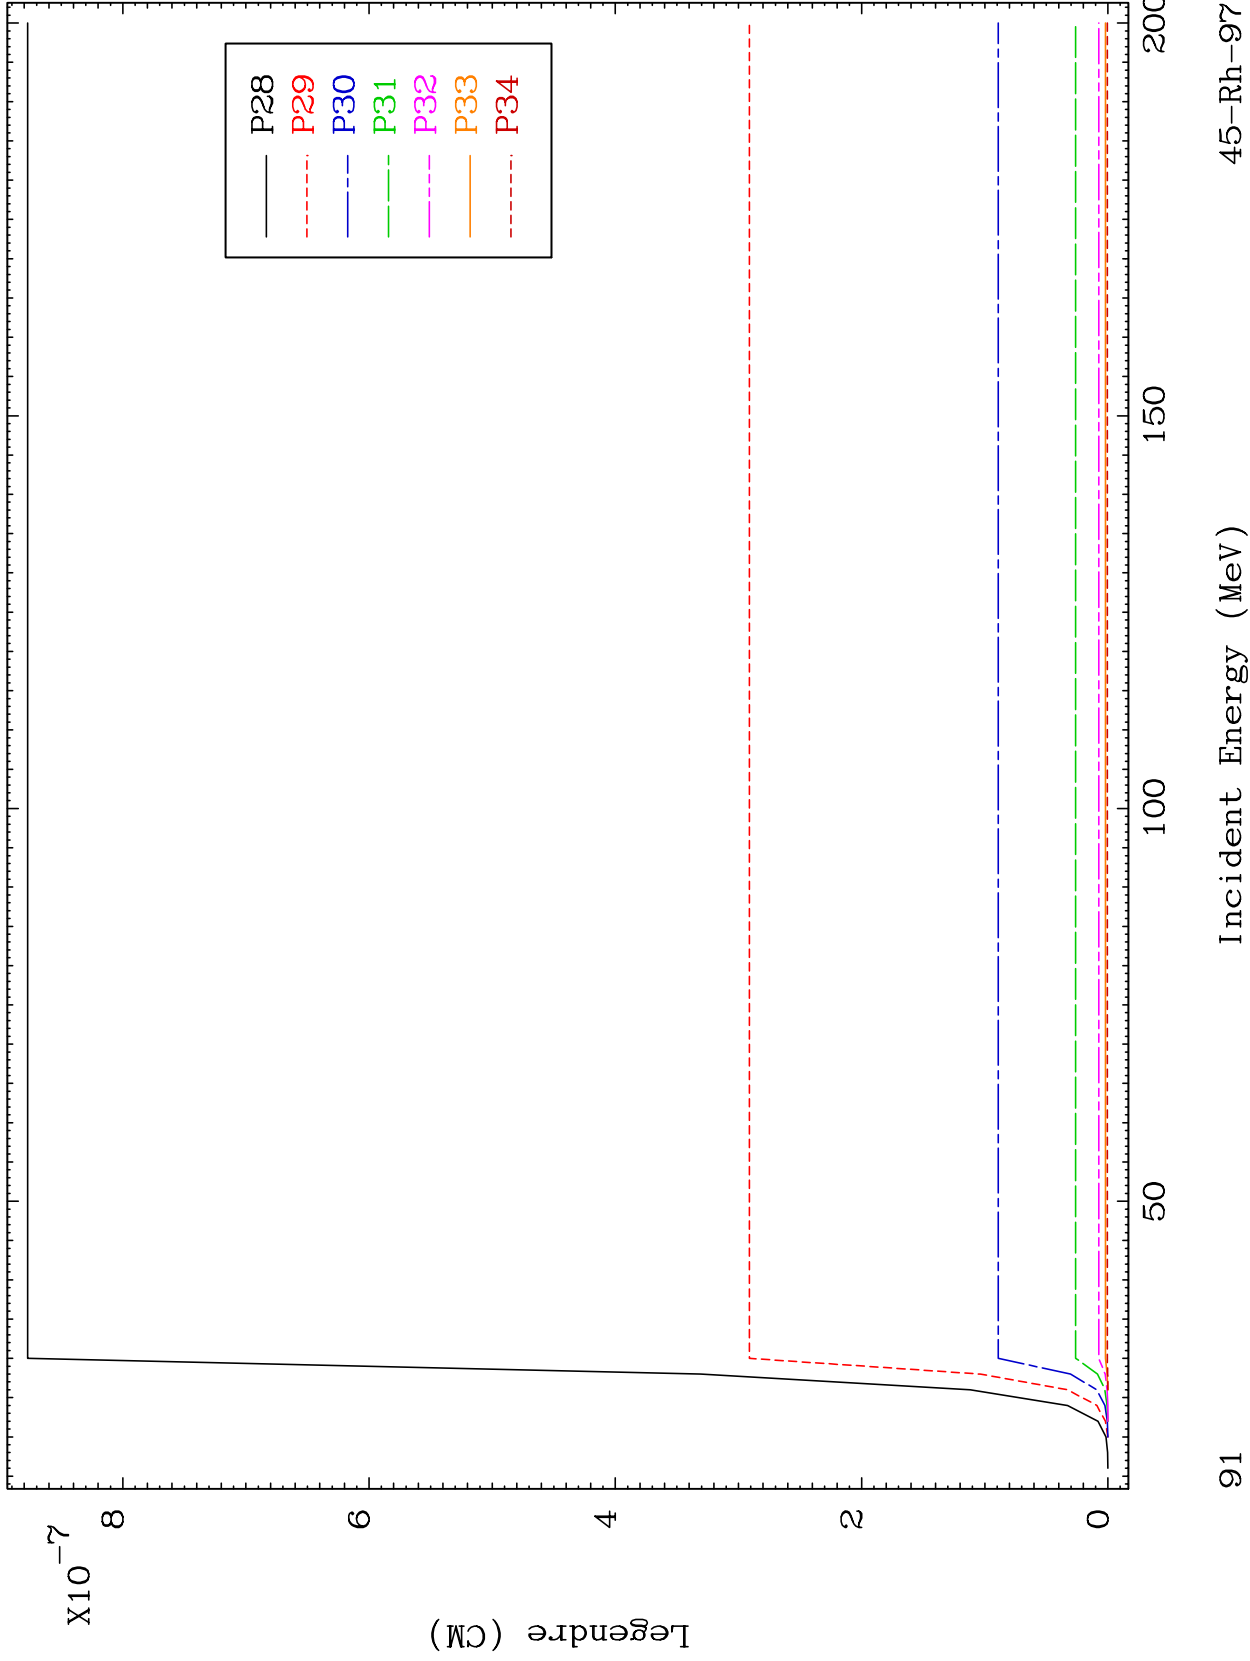 X10-7
8
6
4
2
0
Legendre (CM)
P28
P29
P30
P31
P32
P33
P34
50
100
150
200
Incident Energy (MeV)
91
45-Rh-97